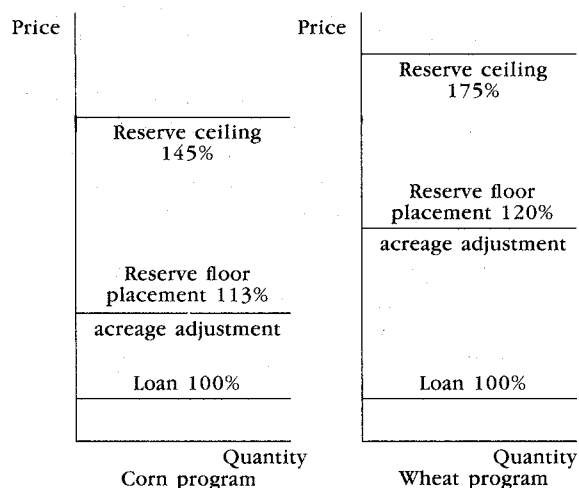 Price
Reserve ceiling
145%
Reserve floor
placement 113%
acreage adjustment
Loan 100%
Quantity
Corn program
Price
Reserve ceiling
175%
Reserve floor
placement 120%
acreage adjustment
Loan 100%
Quantity
Wheat program